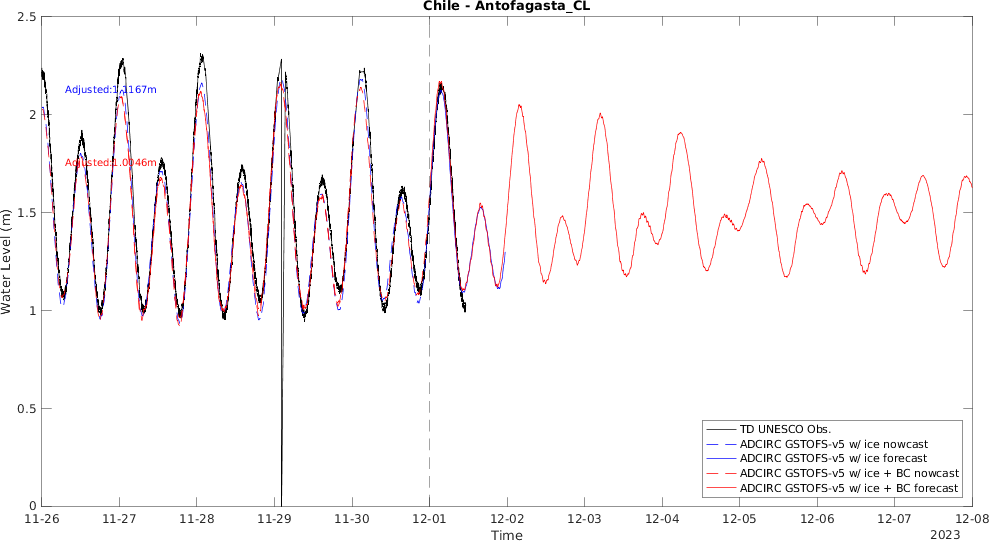 Chile - Antofagasta_CL
2.5
2
1.5
1
0.5
0
Water Level (m)
Adjusted:1.1167m
Adjusted:1.0046m
TD UNESCO Obs.
ADCIRC GSTOFS-v5 w/ ice nowcast
ADCIRC GSTOFS-v5 w/ ice forecast
ADCIRC GSTOFS-v5 w/ ice + BC nowcast
ADCIRC GSTOFS-v5 w/ ice + BC forecast
11-26 11-27 11-28 11-29 11-30 12-01 12-02 12-03 12-04 12-05 12-06 12-07 12-08
Time
2023